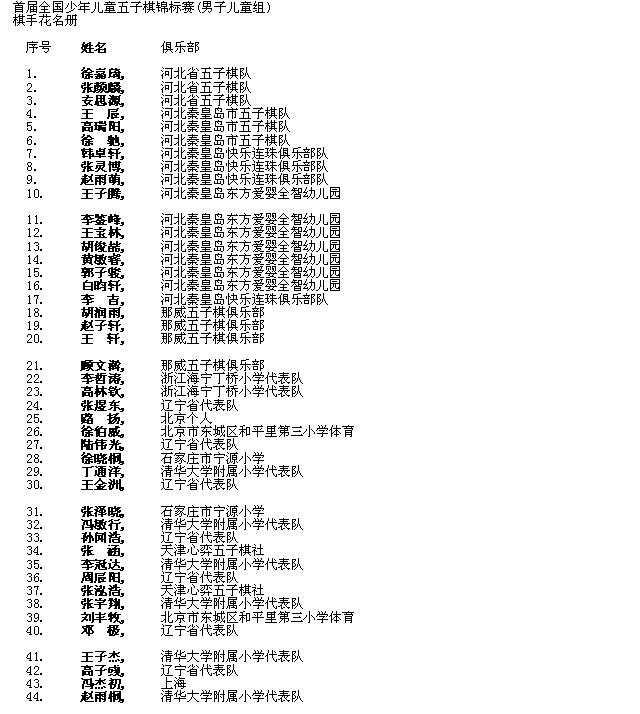 首届全国少年儿童五子棋锦标赛(男子儿童组)
棋手花名册
序号 姓名 俱乐部
1. 徐嘉琦, 河北省五子棋队
2. 张颜麟, 河北省五子棋队
3. 玄思源, 河北省五子棋队
4. 王 辰, 河北秦皇岛市五子棋队
5. 高瑞阳, 河北秦皇岛市五子棋队
6. 徐 驰, 河北秦皇岛市五子棋队
7. 韩卓轩, 河北秦皇岛快乐连珠俱乐部队
8. 张灵博, 河北秦皇岛快乐连珠俱乐部队
9. 赵雨萌, 河北秦皇岛快乐连珠俱乐部队
10. 王子腾, 河北秦皇岛东方爱婴全智幼儿园
11. 李鉴峰, 河北秦皇岛东方爱婴全智幼儿园
12. 王宝林, 河北秦皇岛东方爱婴全智幼儿园
13. 胡俊喆, 河北秦皇岛东方爱婴全智幼儿园
14. 黄敏睿, 河北秦皇岛东方爱婴全智幼儿园
15. 郭子骏, 河北秦皇岛东方爱婴全智幼儿园
16. 白昀轩, 河北秦皇岛东方爱婴全智幼儿园
17. 李 吉, 河北秦皇岛快乐连珠俱乐部队
18. 胡润雨, 那威五子棋俱乐部
19. 赵子轩, 那威五子棋俱乐部
20. 王 轩, 那威五子棋俱乐部
21. 顾文瀚, 那威五子棋俱乐部
22. 李哲涛, 浙江海宁丁桥小学代表队
23. 高林钦, 浙江海宁丁桥小学代表队
24. 张煜东, 辽宁省代表队
25. 路 扬, 北京个人
26. 徐伯威, 北京市东城区和平里第三小学体育
27. 陆伟光, 辽宁省代表队
28. 徐晓桐, 石家庄市宁源小学
29. 丁通洋, 清华大学附属小学代表队
30. 王金洲, 辽宁省代表队
31. 张泽晓, 石家庄市宁源小学
32. 冯敏行, 清华大学附属小学代表队
33. 孙闻浩, 辽宁省代表队
34. 张 涵, 天津心弈五子棋社
35. 李冠达, 清华大学附属小学代表队
36. 周辰阳, 辽宁省代表队
37. 张泓浩, 天津心弈五子棋社
38. 张宇翔, 清华大学附属小学代表队
39. 刘丰牧, 北京市东城区和平里第三小学体育
40. 邓 极, 辽宁省代表队
41. 王子杰, 清华大学附属小学代表队
42. 高子彧, 辽宁省代表队
43. 冯杰初, 上海
44. 赵雨桐, 清华大学附属小学代表队